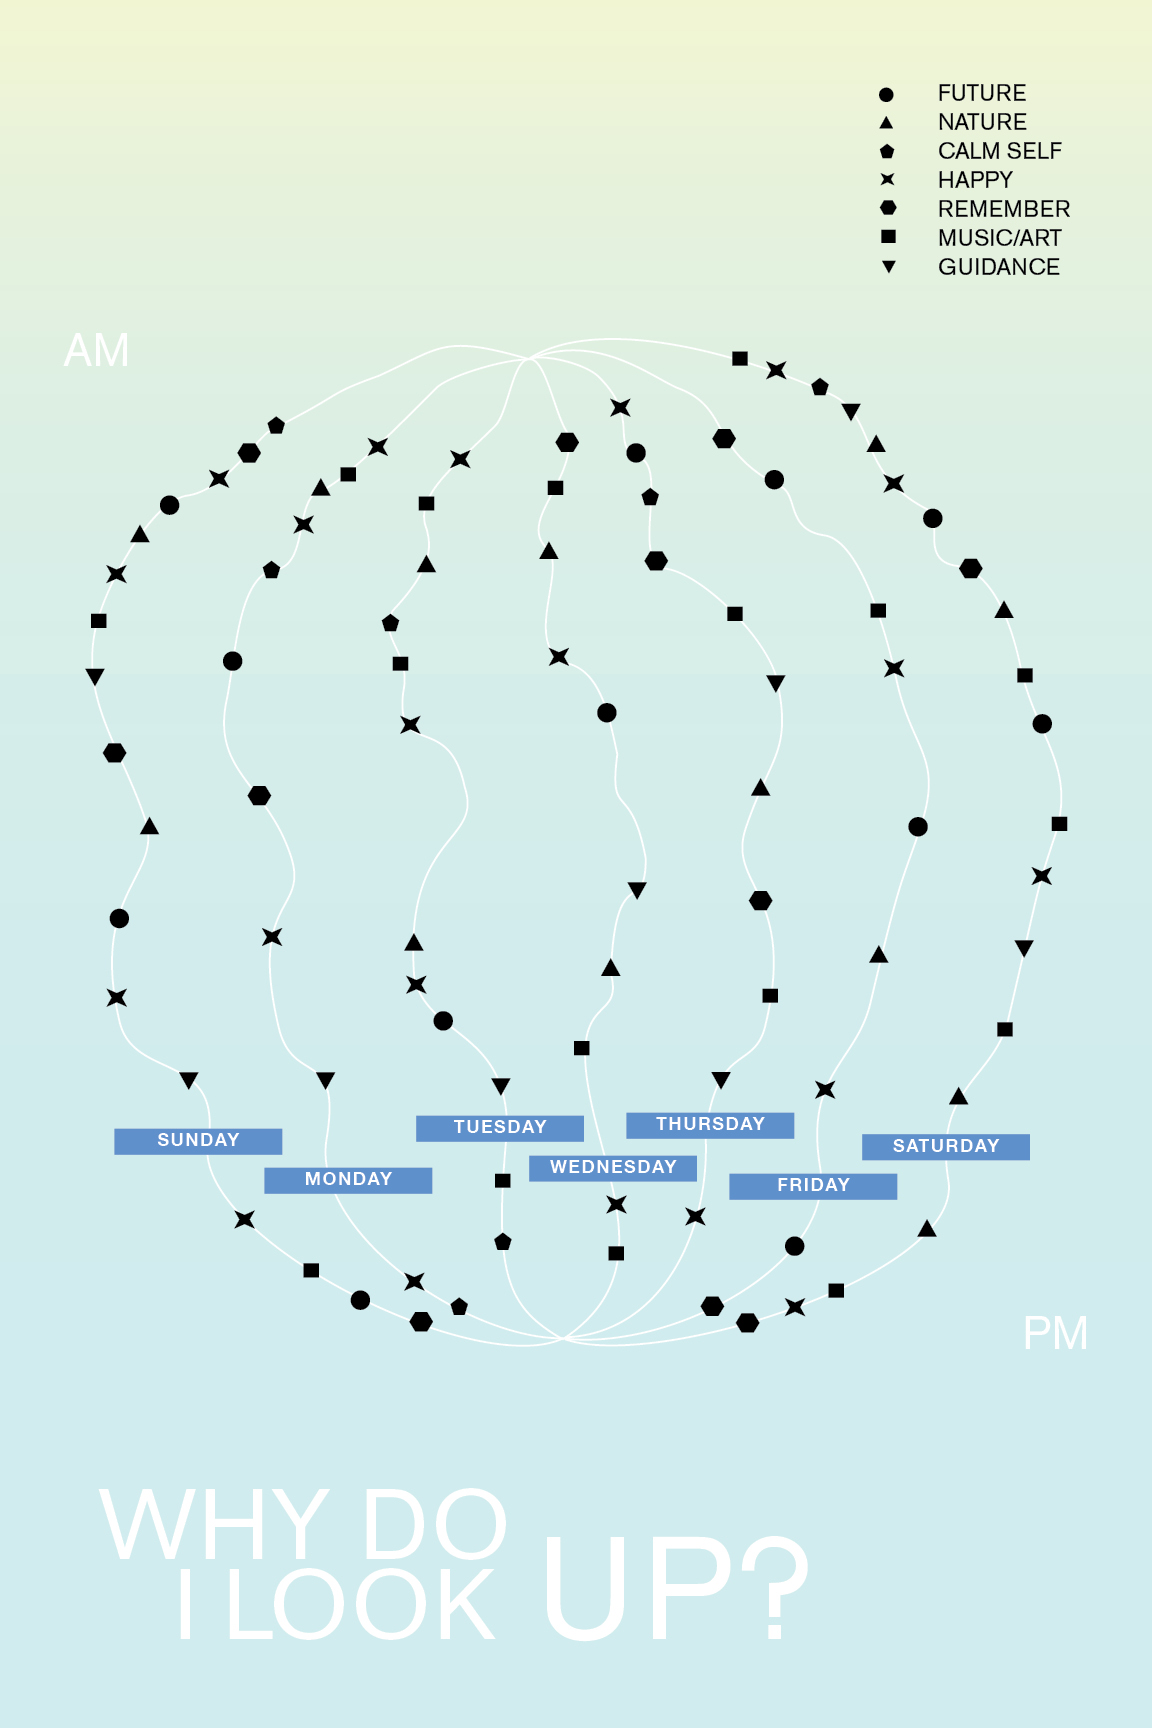 FUTURE
NATURE
CALM SELF
HAPPY
REMEMBER
MUSIC/ART
GUIDANCE
AM
SUNDAY
MONDAY
TUESDAY
WEDNESDAY
THURSDAY
FRIDAY
SATURDAY
PM
WHY DO
I LOOK UP?